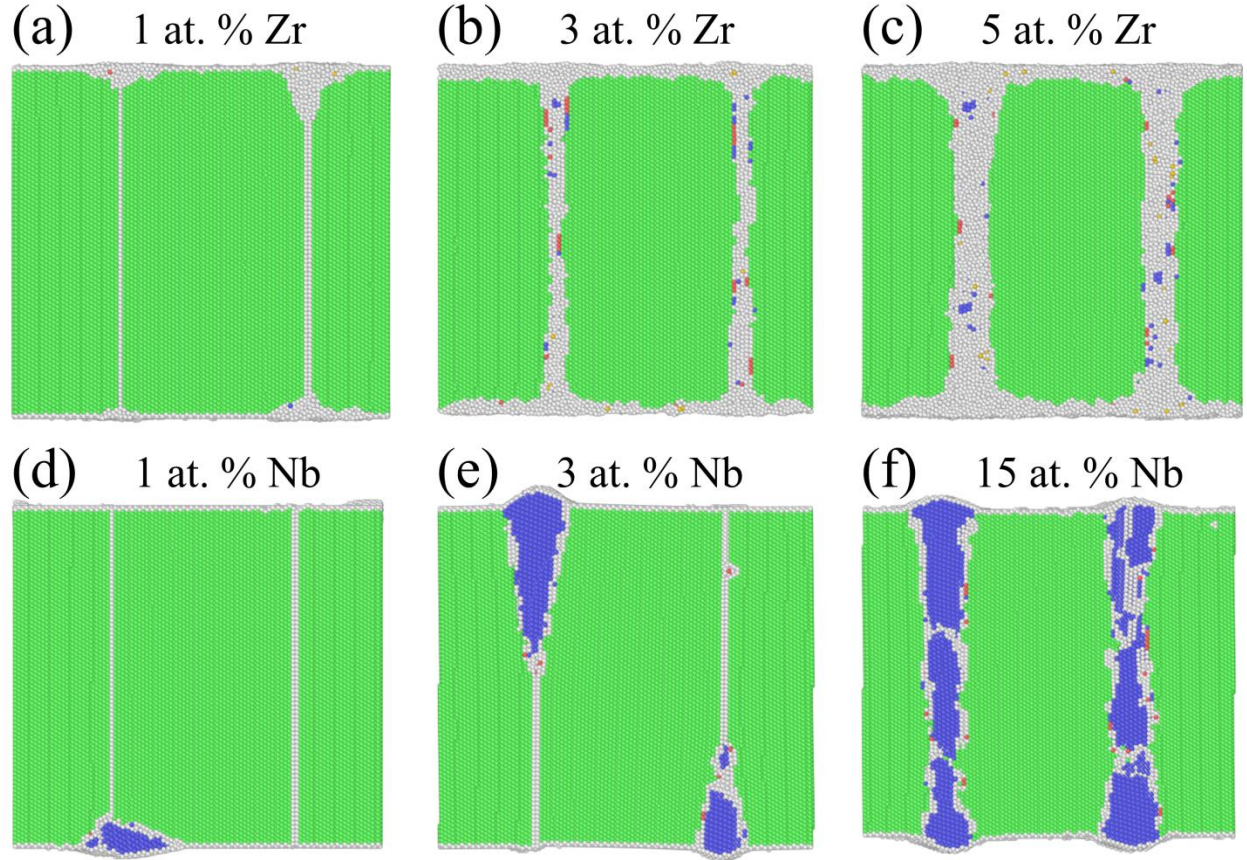 (a) 1 at. % Zr
(b) 3 at. % Zr
(c) 5 at. % Zr
(d) 1 at. % Nb
(e) 3 at. % Nb
(f) 15 at. % Nb